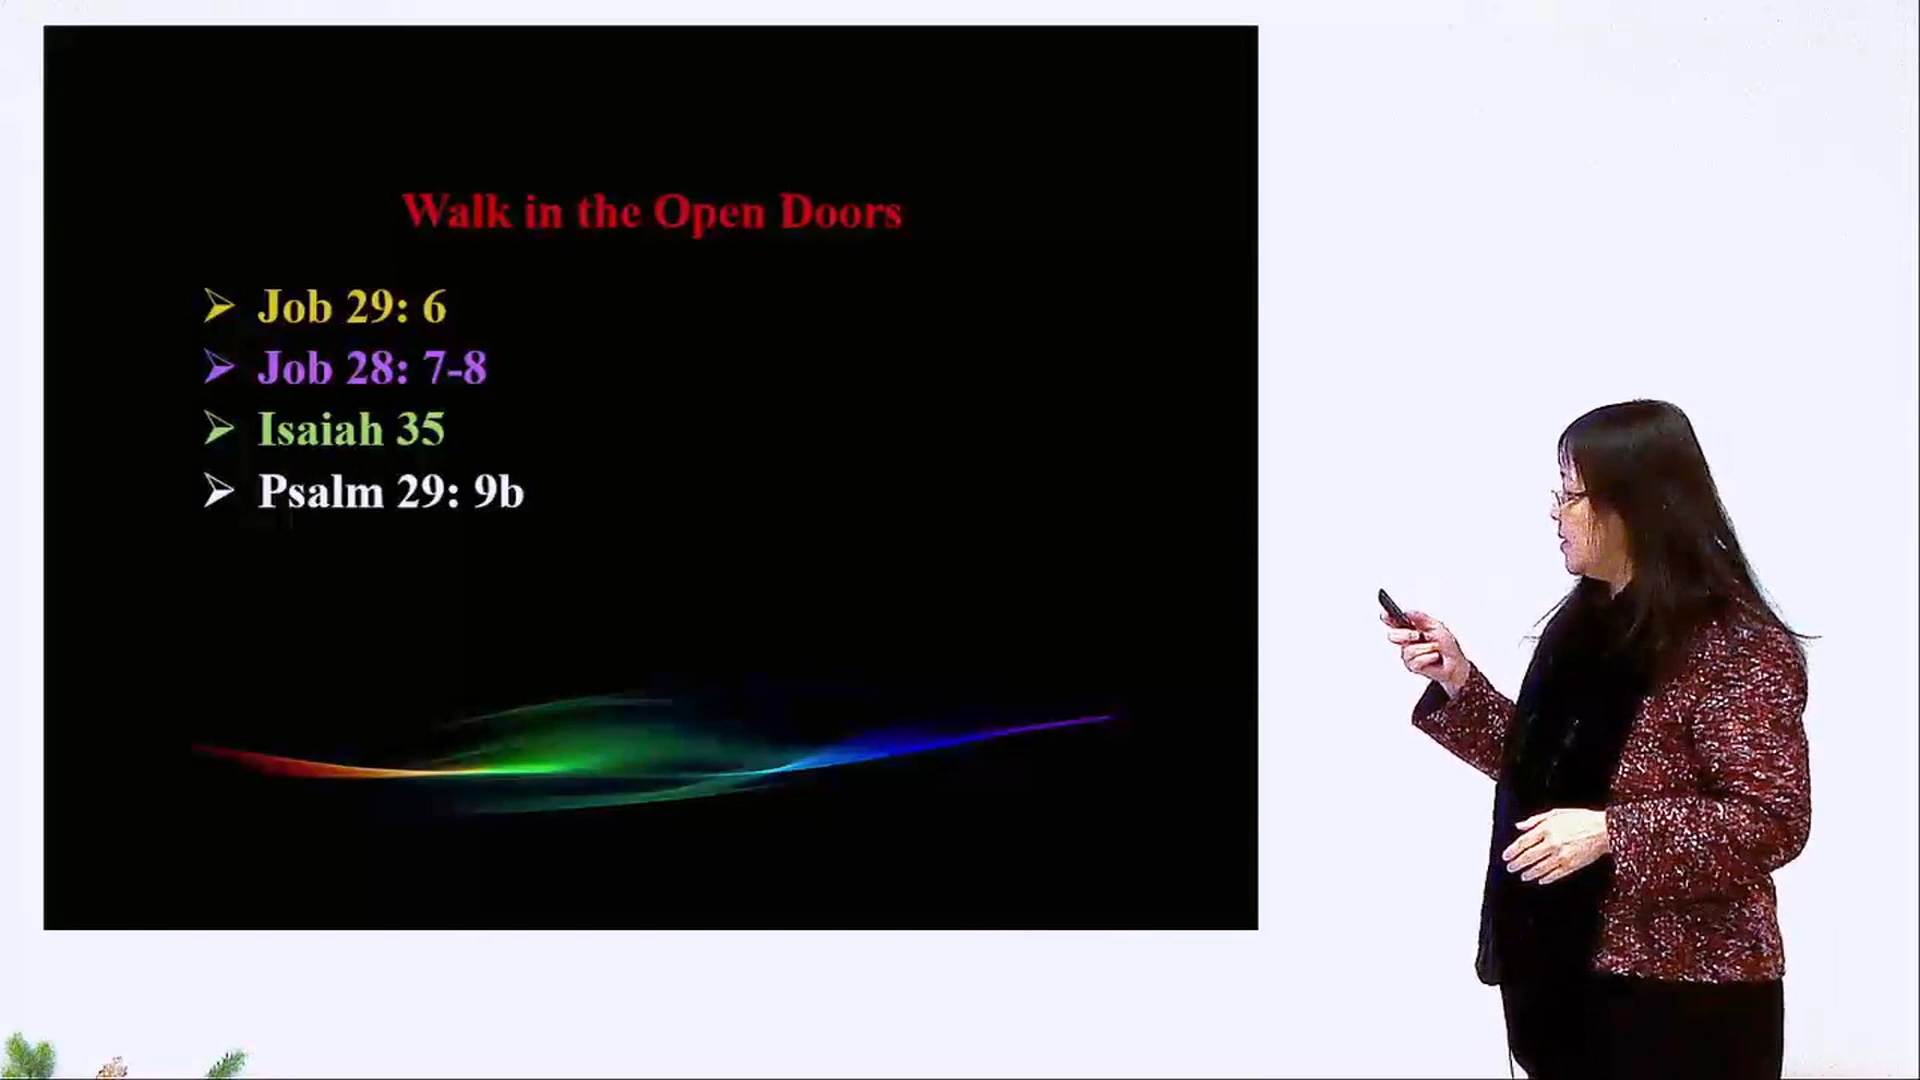 Walk in the Open Doors
Job 29: 6
Job 28: 7-8
Isaiah 35
Psalm 29: 9b